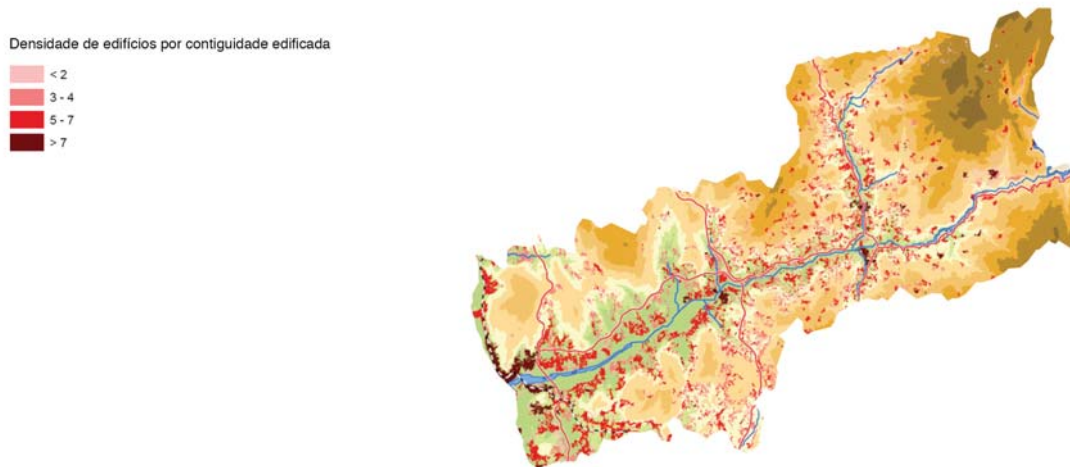 Densidade de edifícios por contiguidade edificada
< 2
3 - 4
5 - 7
> 7